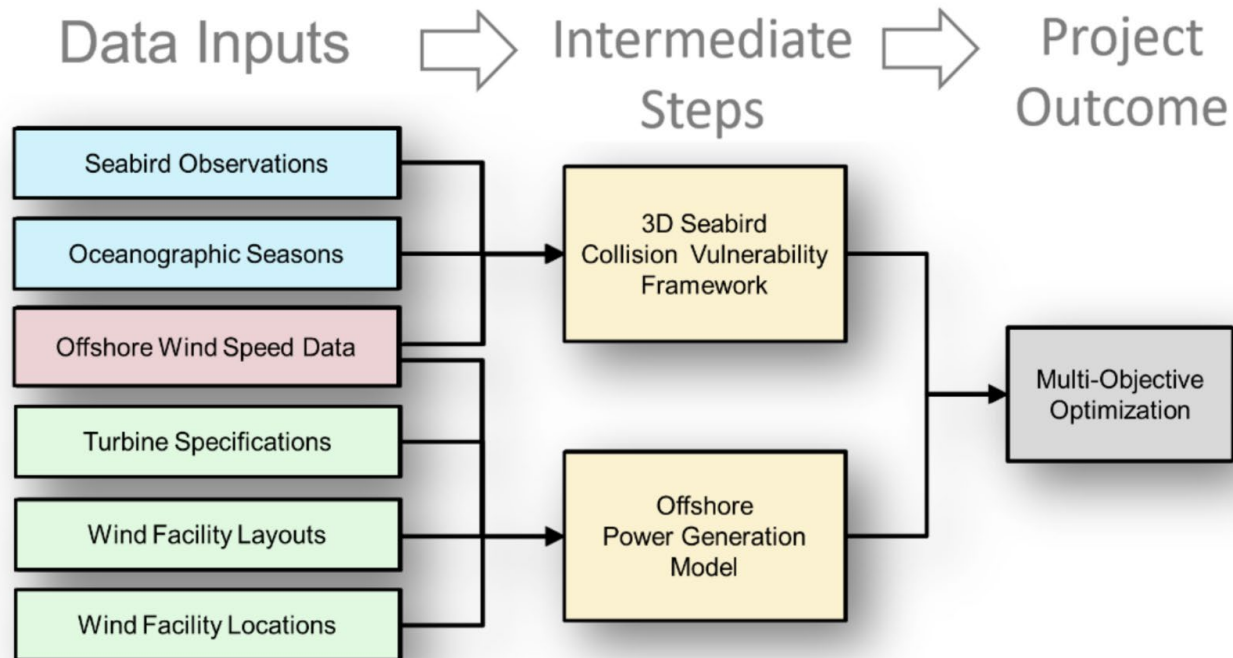 Data Inputs
Intermediate
Steps
Project
Outcome
Seabird Observations
Oceanographic Seasons
Offshore Wind Speed Data
Turbine Specifications
Wind Facility Layouts
Wind Facility Locations
3D Seabird
Collision Vulnerability
Framework
Offshore
Power Generation
Model
Multi-Objective
Optimization